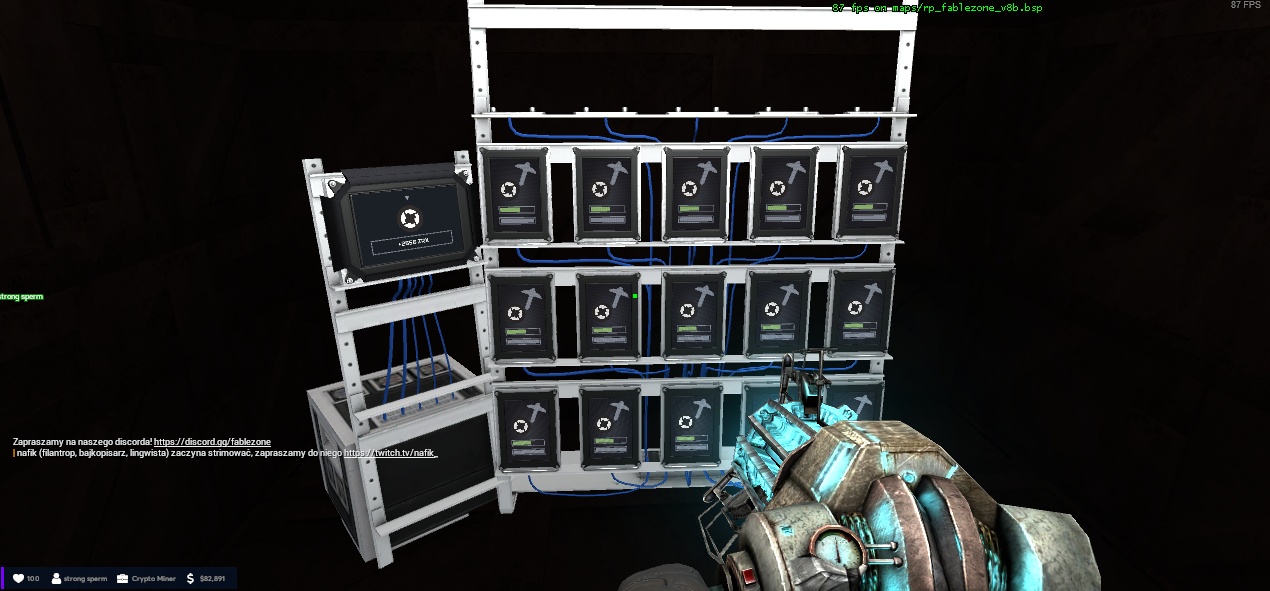 87 fps on maps/rp_fablezone_v8b.bsp
87 FPS
strong sperm
Zapraszamy na naszego discorda! https://discord.gg/fablezone
nafik (filantrop, bajkopisarz, lingwista) zaczyna strimować, zapraszamy do niego https://twitch.tv/nafik_
100 strong sperm Crypto Miner $82,891